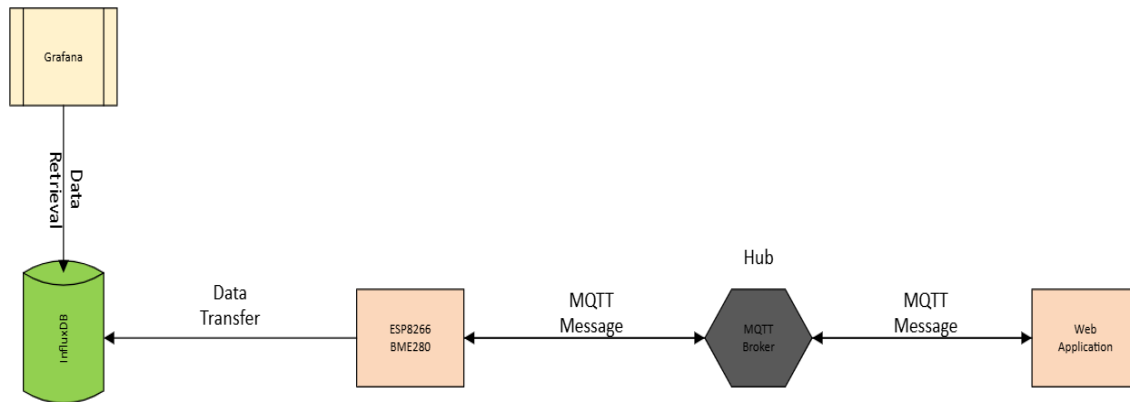 Grafana
Data
Retrieval
InfluxDB
Data
Transfer
ESP8266
BME280
MQTT
Message
Hub
MQTT
Broker
MQTT
Message
Web
Application